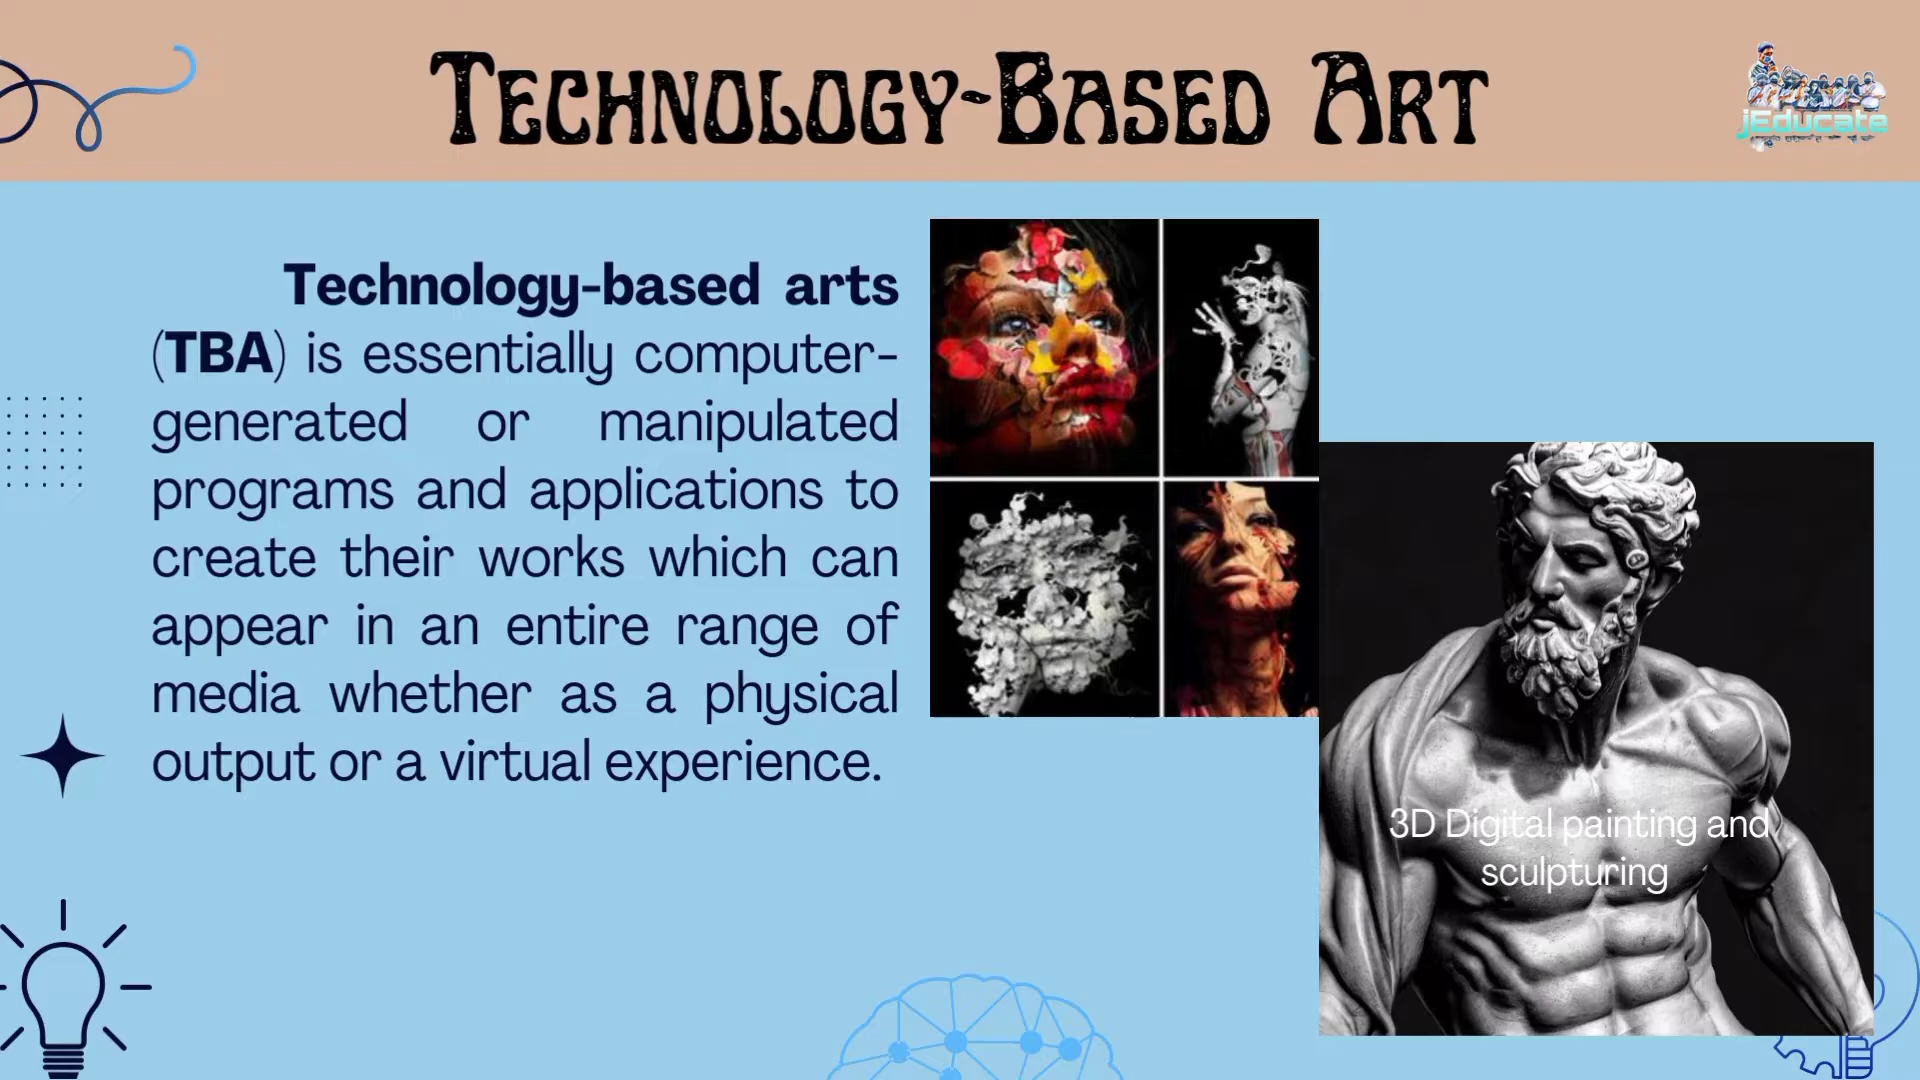 Technology-Based Art
jEducate
Technology-based arts
(TBA) is essentially computer-
generated or manipulated
programs and applications to
create their works which can
appear in an entire range of
media whether as a physical
output or a virtual experience.
3D Digital painting and
sculpturing